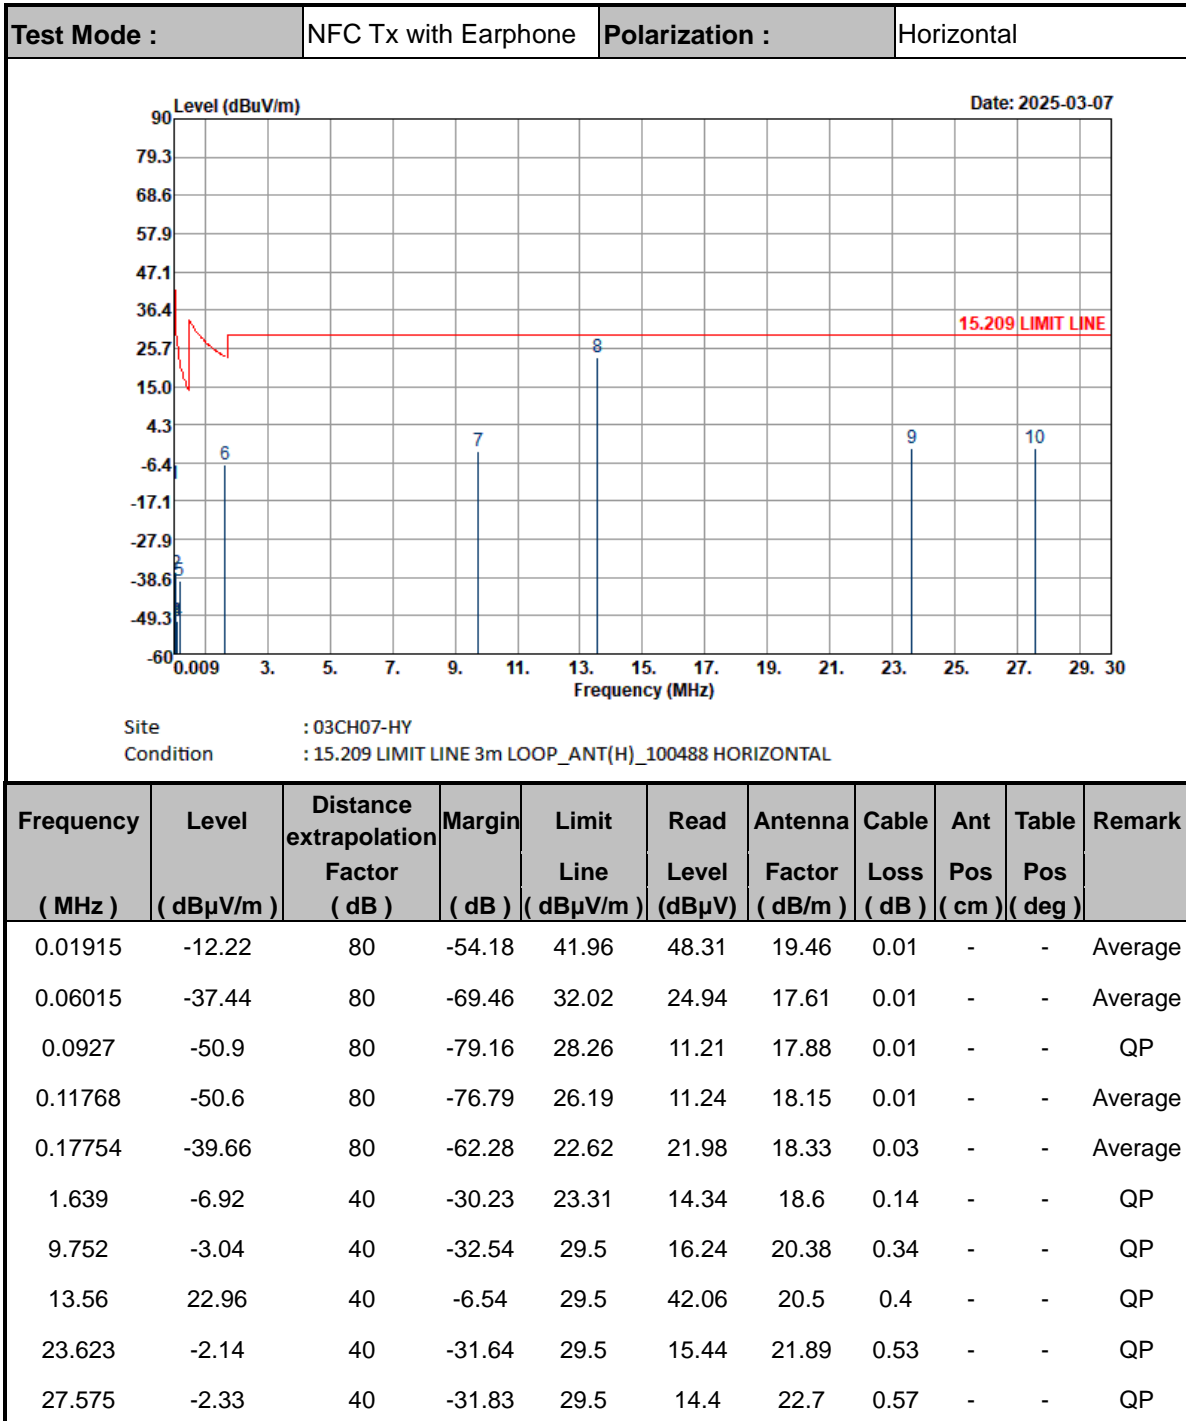 Test Mode : NFC Tx with Earphone Polarization : Horizontal
Level (dBuV/m) Date: 2025-03-07
90
79.3
68.6
57.9
47.1
36.4
15.209 LIMIT LINE
25.7
8
15.0
4.3
7 9 10
6
-6.4
-17.1
-27.9
5
-38.6
-49.3
-60
0.009 3. 5. 7. 9. 11. 13. 15. 17. 19. 21. 23. 25. 27. 29. 30
Frequency (MHz)
Site : 03CH07-HY
Condition : 15.209 LIMIT LINE 3m LOOP_ANT(H)_100488 HORIZONTAL
Frequency Level Distance extrapolation Margin Limit Read Antenna Cable Ant Table Remark
Factor Line Level Factor Loss Pos Pos
( MHz ) ( dBµV/m ) ( dB ) ( dB ) ( dBµV/m ) (dBµV) ( dB/m ) ( dB ) ( cm ) ( deg )
0.01915 -12.22 80 -54.18 41.96 48.31 19.46 0.01 - - Average
0.06015 -37.44 80 -69.46 32.02 24.94 17.61 0.01 - - Average
0.0927 -50.9 80 -79.16 28.26 11.21 17.88 0.01 - - QP
0.11768 -50.6 80 -76.79 26.19 11.24 18.15 0.01 - - Average
0.17754 -39.66 80 -62.28 22.62 21.98 18.33 0.03 - - Average
1.639 -6.92 40 -30.23 23.31 14.34 18.6 0.14 - - QP
9.752 -3.04 40 -32.54 29.5 16.24 20.38 0.34 - - QP
13.56 22.96 40 -6.54 29.5 42.06 20.5 0.4 - - QP
23.623 -2.14 40 -31.64 29.5 15.44 21.89 0.53 - - QP
27.575 -2.33 40 -31.83 29.5 14.4 22.7 0.57 - - QP